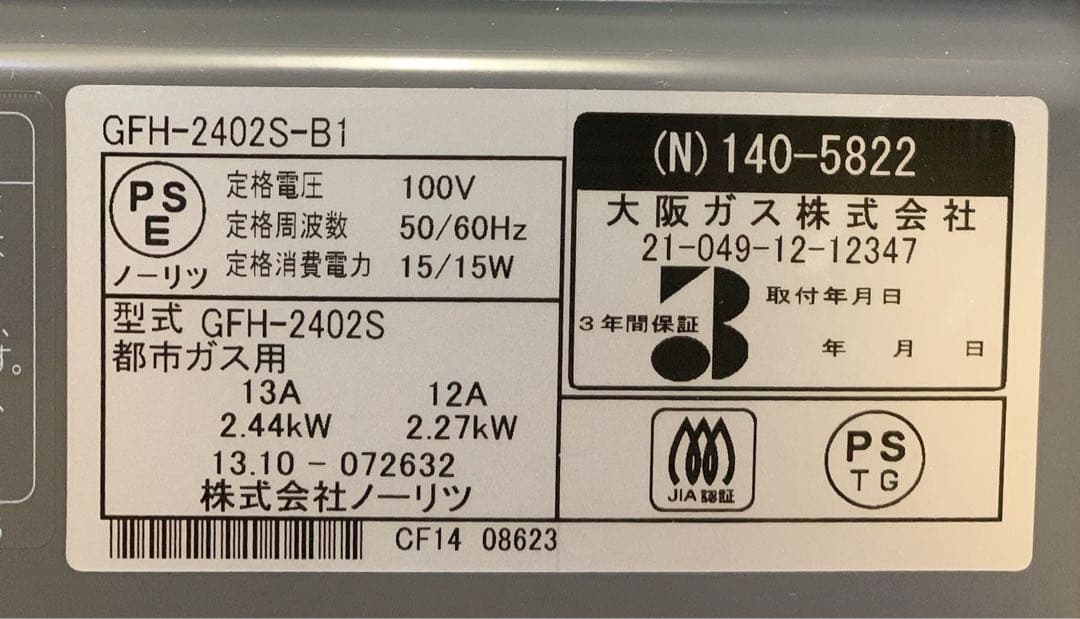 GFH-2402S-B1
PS
E
ノーリツ
定格電圧 100V
定格周波数 50/60Hz
定格消費電力 15/15W
型式 GFH-2402S
都市ガス用
13A 12A
2.44kW 2.27kW
13.10 - 072632
株式会社ノーリツ
CF14 08623
(N) 140-5822
大阪ガス株式会社
21-049-12-12347
3
取付年月日
3年間保証
年 月 日
JIA認証
PS
TG
す。